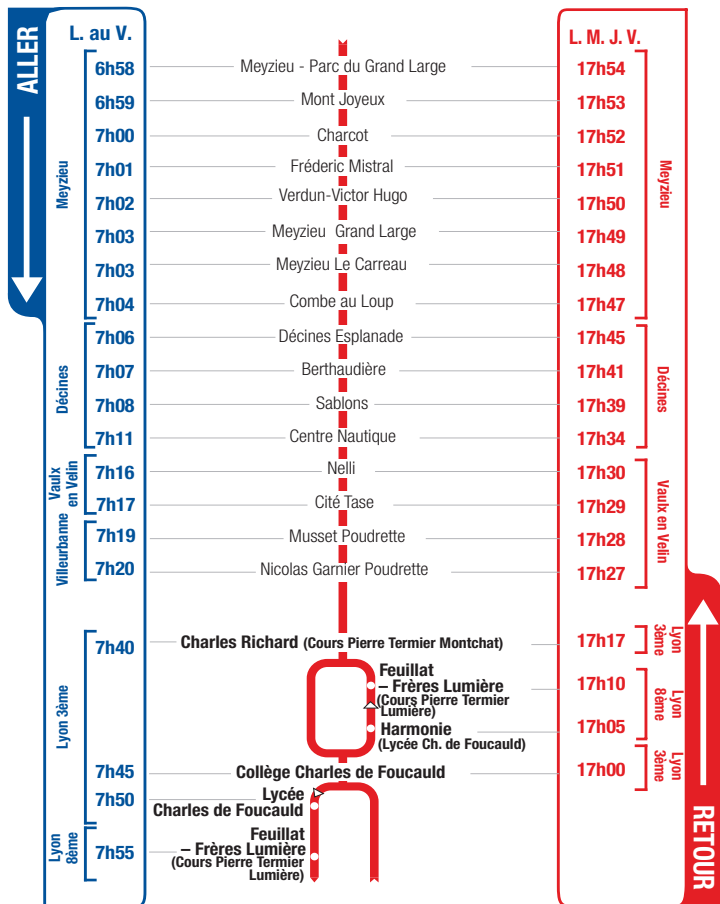 ALLER
L. au V.
L. M. J. V.
Meyzieu
6h58 Meyzieu - Parc du Grand Large 17h54
6h59 Mont Joyeux 17h53
7h00 Charcot 17h52
7h01 Fréderic Mistral 17h51
7h02 Verdun-Victor Hugo 17h50
7h03 Meyzieu Grand Large 17h49
7h03 Meyzieu Le Carreau 17h48
7h04 Combe au Loup 17h47
Meyzieu
Décines
7h06 Décines Esplanade 17h45
7h07 Berthaudière 17h41
7h08 Sablons 17h39
7h11 Centre Nautique 17h34
Décines
Vaulx
en Velin
7h16 Nelli 17h30
7h17 Cité Tase 17h29
Villeurbanne
7h19 Musset Poudrette 17h28
7h20 Nicolas Garnier Poudrette 17h27
Vaulx en Velin
Lyon 3ème
7h40 Charles Richard (Cours Pierre Termier Montchat) 17h17
Lyon
3ème
Feuillat
– Frères Lumière 17h10
(Cours Pierre Termier
Lumière)
Harmonie 17h05
(Lycée Ch. de Foucauld)
Lyon
8ème
7h45 Collège Charles de Foucauld 17h00
Lyon
3ème
7h50 Lycée
Charles de Foucauld
Lyon
8ème
Feuillat
7h55 – Frères Lumière
(Cours Pierre Termier
Lumière)
RETOUR